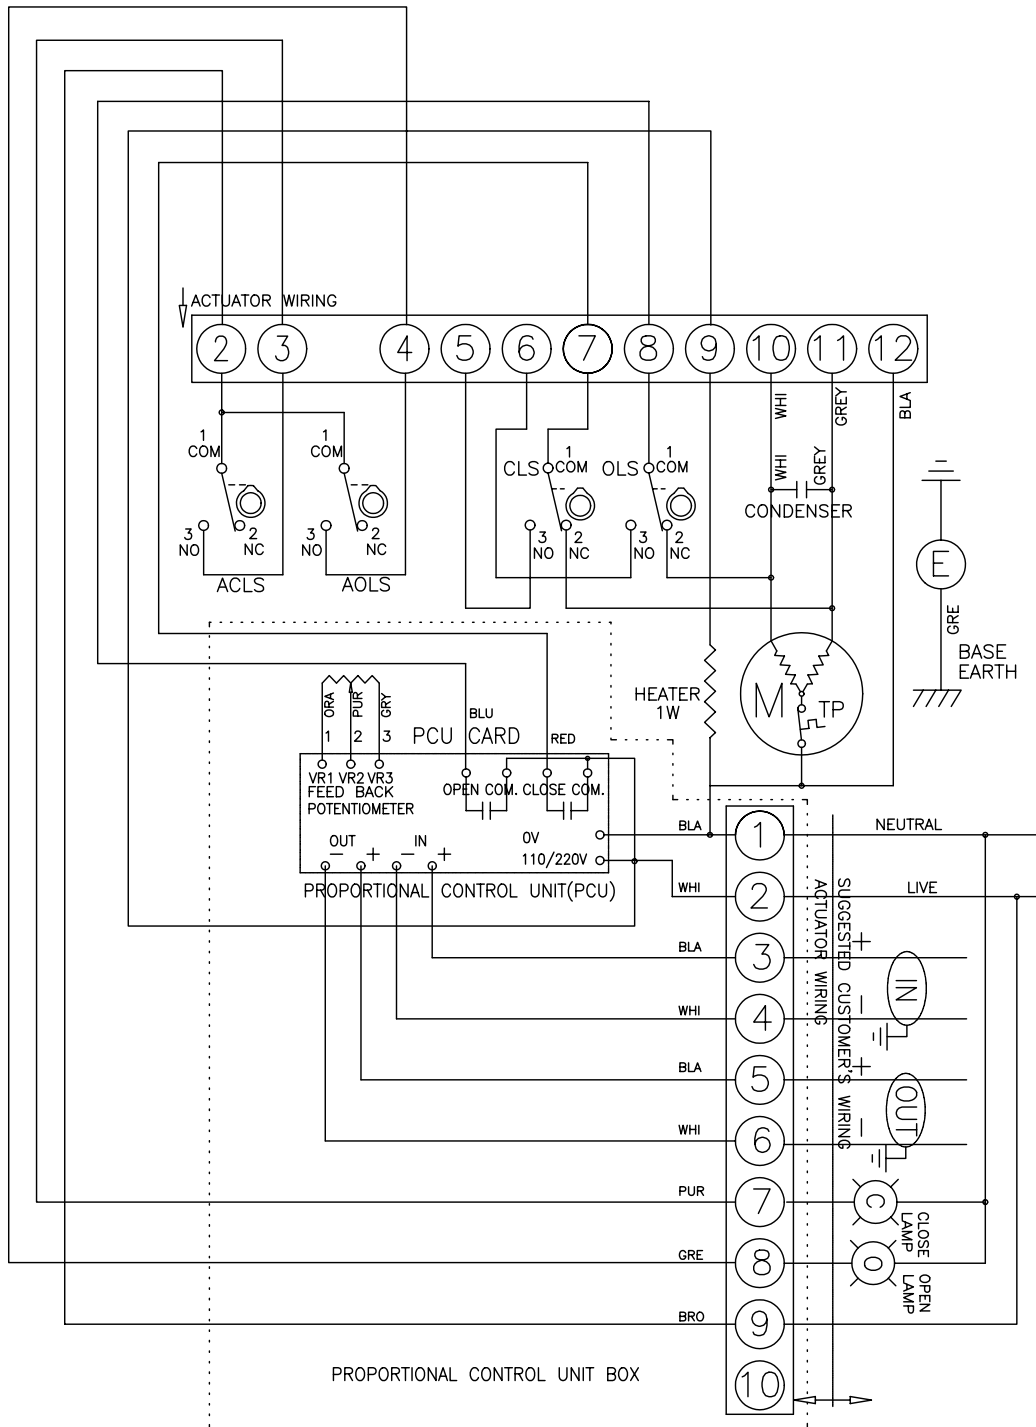 ACTUATOR WIRING
2 3 4 5 6 7 8 9 10 11 12
WHI
GREY
BLA
1
COM
1
COM
CLS
1
COM
OLS
1
COM
WHI
GREY
CONDENSER
3
NO
2
NC
3
NO
2
NC
3
NO
2
NC
3
NO
2
NC
ACLS
AOLS
E
GRE
BASE
EARTH
HEATER
1W
M
TP
ORA
PUR
GRY
1 2 3
BLU
RED
PCU CARD
VR1 VR2 VR3
FEED BACK
POTENTIOMETER
OPEN COM. CLOSE COM.
OUT
IN
− + − +
0V
110/220V
PROPORTIONAL CONTROL UNIT(PCU)
BLA
1
NEUTRAL
WHI
2
LIVE
BLA
3
+
WHI
4
−
IN
BLA
5
+
WHI
6
−
OUT
PUR
7
C
CLOSE
LAMP
GRE
8
O
OPEN
LAMP
BRO
9
10
SUGGESTED CUSTOMER'S WIRING
ACTUATOR WIRING
PROPORTIONAL CONTROL UNIT BOX